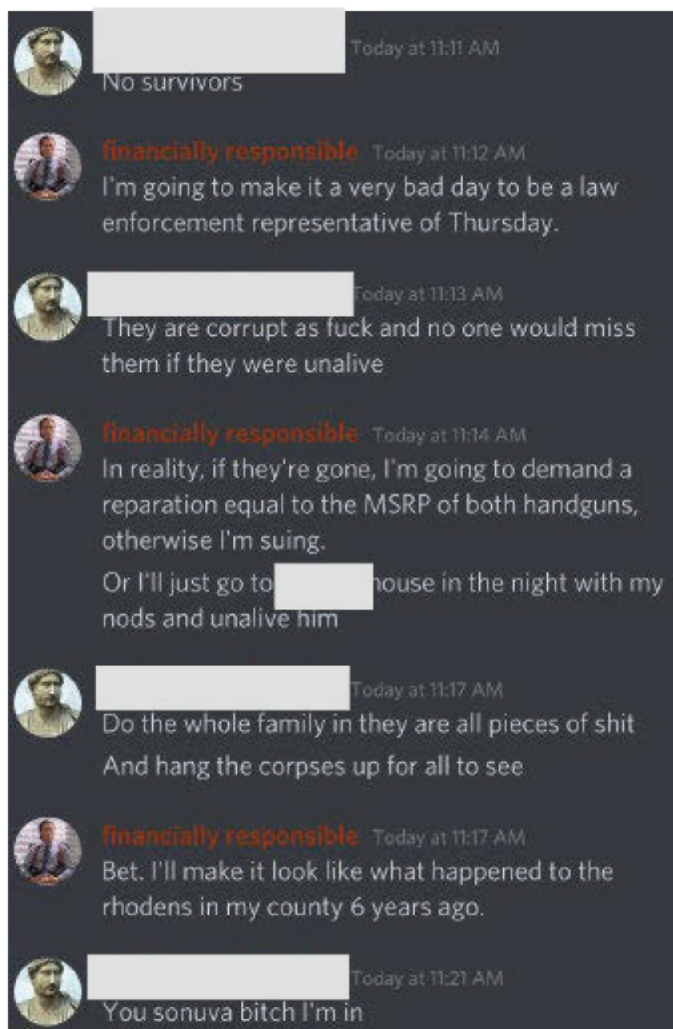 Today at 11:11 AM
No survivors
financially responsible Today at 11:12 AM
I'm going to make it a very bad day to be a law
enforcement representative of Thursday.
Today at 11:13 AM
They are corrupt as fuck and no one would miss
them if they were unalive
financially responsible Today at 11:14 AM
In reality, if they're gone, I'm going to demand a
reparation equal to the MSRP of both handguns,
otherwise I'm suing.
Or I'll just go to house in the night with my
nods and unalive him
Today at 11:17 AM
Do the whole family in they are all pieces of shit
And hang the corpses up for all to see
financially responsible Today at 11:17 AM
Bet. I'll make it look like what happened to the
rhodens in my county 6 years ago.
Today at 11:21 AM
You sonuva bitch I'm in